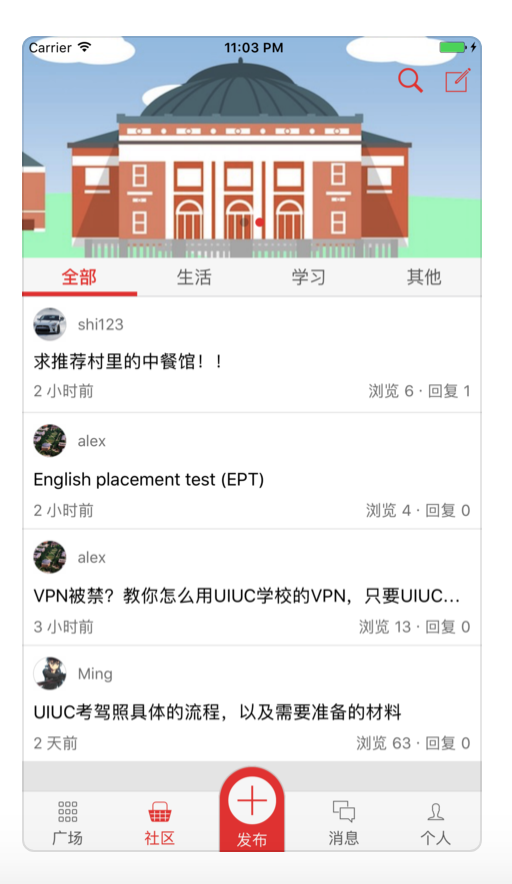 Carrier 11:03 PM
全部 生活 学习 其他
shi123
求推荐村里的中餐馆！！
2 小时前 浏览 6 · 回复 1
alex
English placement test (EPT)
2 小时前 浏览 4 · 回复 0
alex
VPN被禁？教你怎么用UIUC学校的VPN，只要UIUC...
3 小时前 浏览 13 · 回复 0
Ming
UIUC考驾照具体的流程，以及需要准备的材料
2 天前 浏览 63 · 回复 0
广场 社区 发布 消息 个人